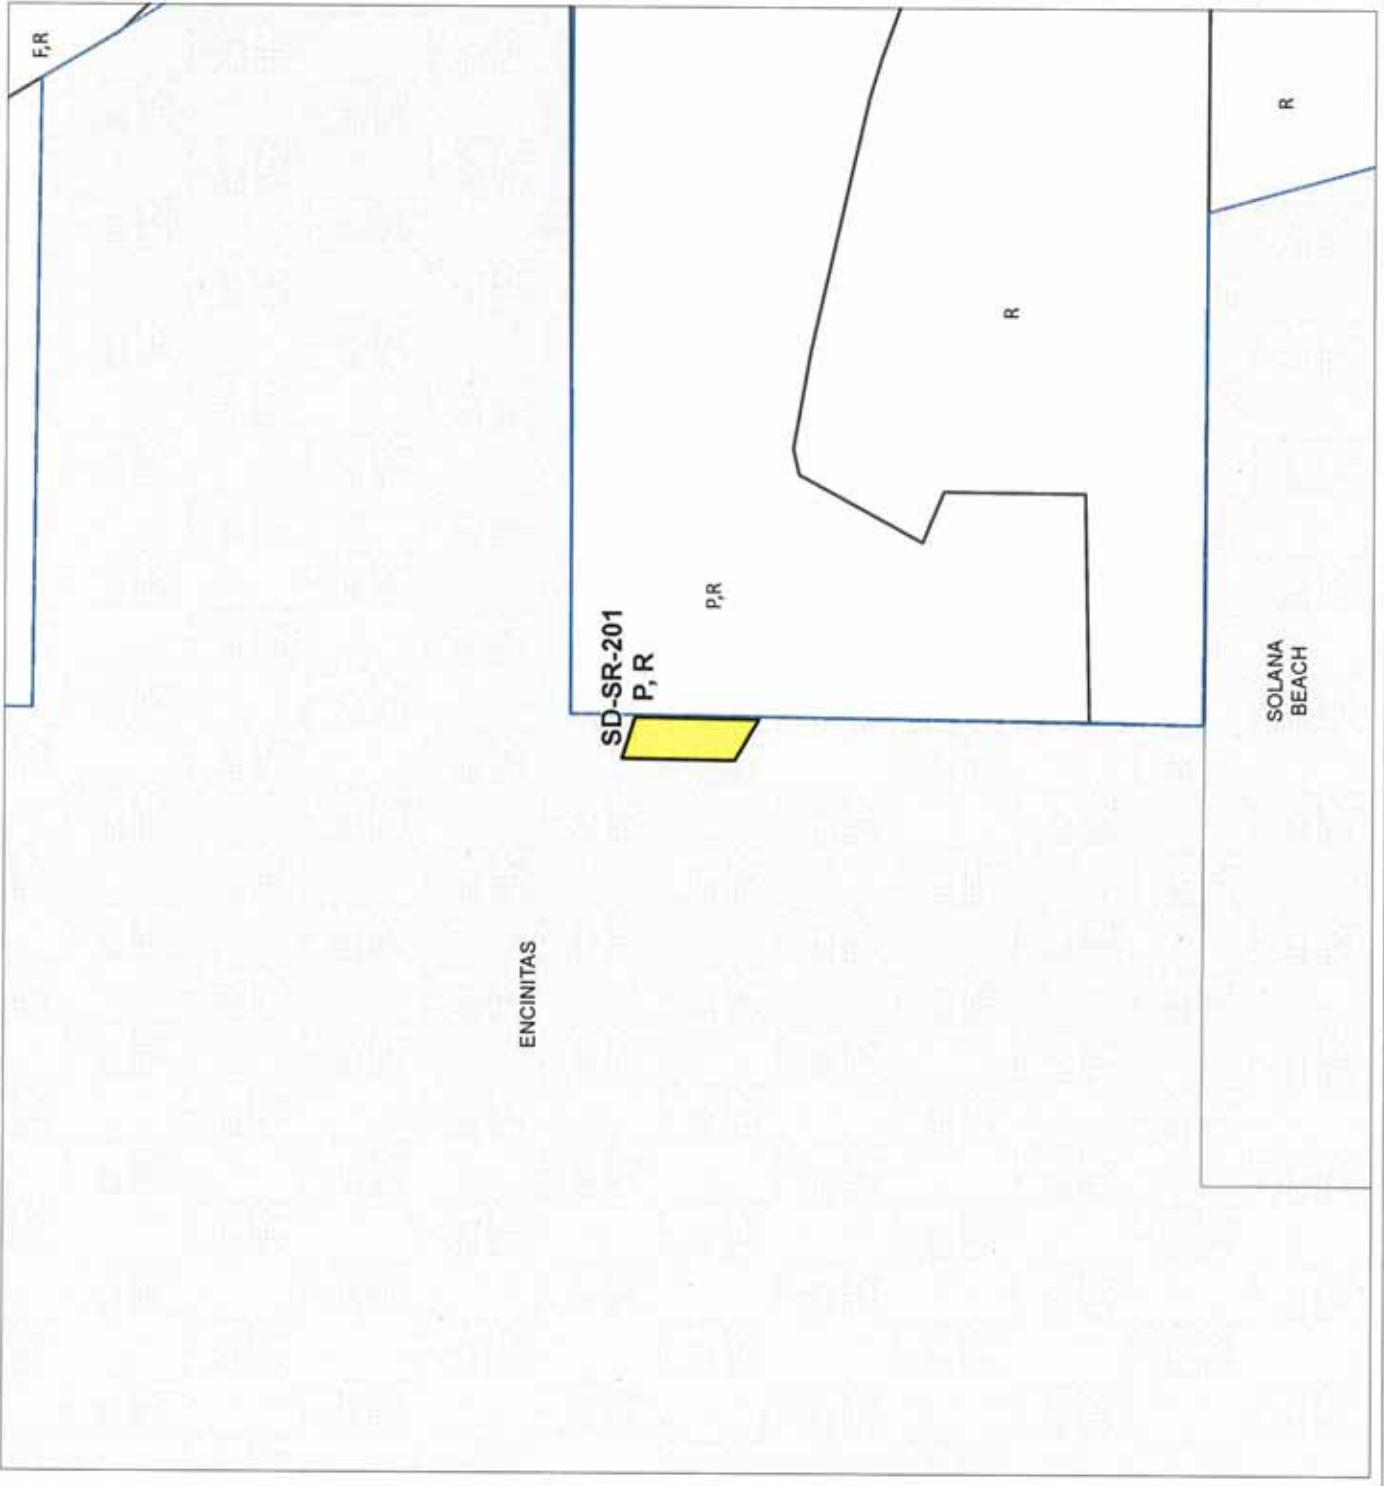 F,R
R
R
P,R
SD-SR-201
P, R
SOLANA
BEACH
ENCINITAS